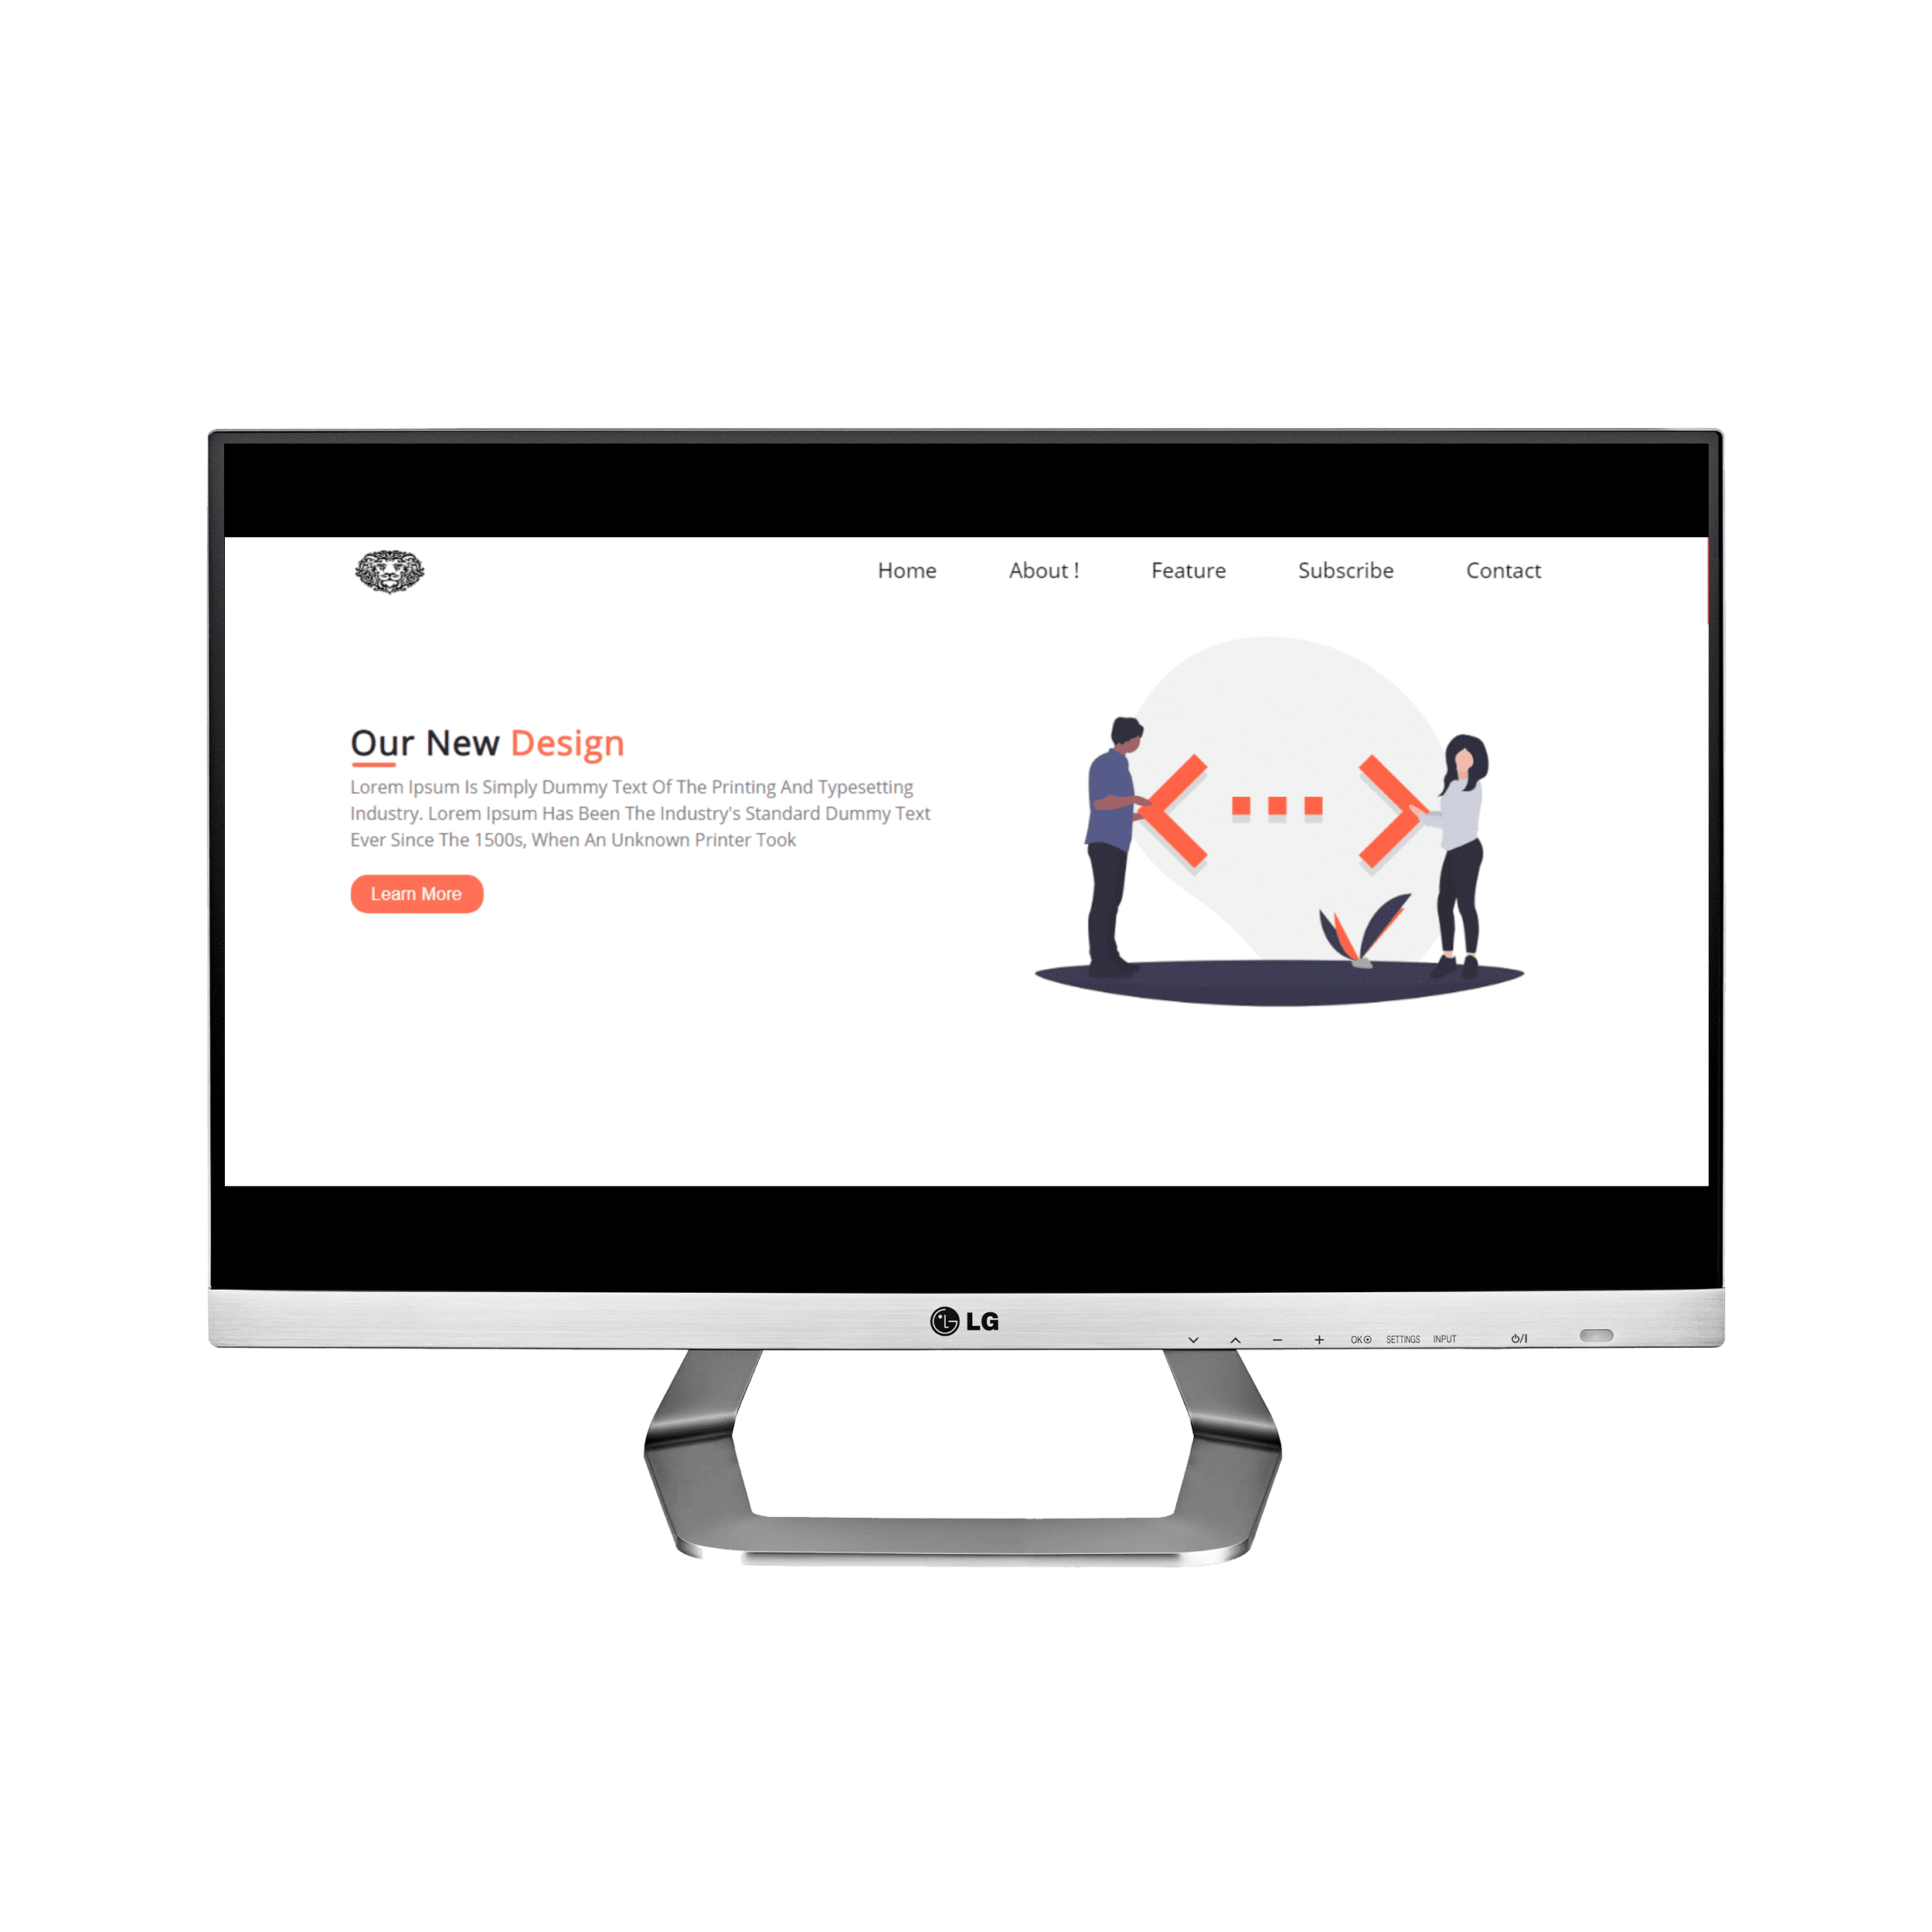 Home About ! Feature Subscribe Contact
Our New Design
Lorem Ipsum Is Simply Dummy Text Of The Printing And Typesetting
Industry. Lorem Ipsum Has Been The Industry's Standard Dummy Text
Ever Since The 1500s, When An Unknown Printer Took
Learn More
LG
OK SETTINGS INPUT